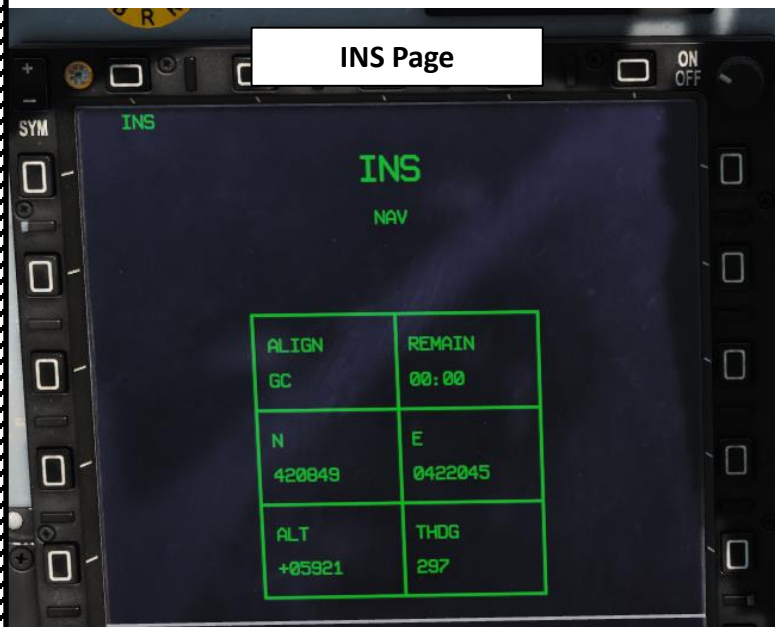 R
INS Page
+
ON
OFF
-
SYM
INS
INS
NAV
ALIGN
REMAIN
GC
00:00
N
E
420849
0422045
ALT
THDG
+05921
297